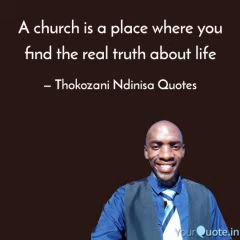 A church is a place where you
find the real truth about life
— Thokozani Ndinisa Quotes
YourQuote.in